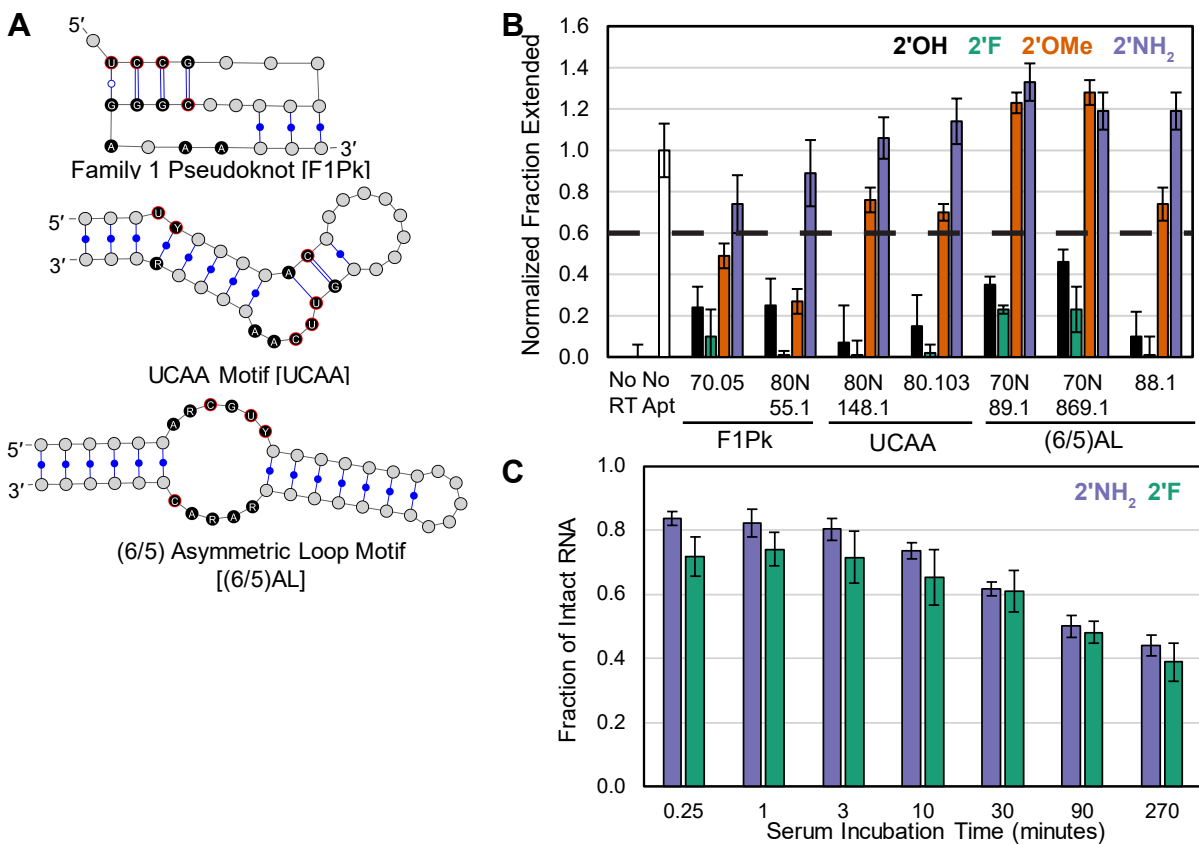 A
5′
U C C G
G G G C
A A A
3′
Family 1 Pseudoknot [F1Pk]
5′
U Y
3′
R
A C
G
U
U
A A C
UCAA Motif [UCAA]
A R C G U Y
5′
3′
C A R A R
(6/5) Asymmetric Loop Motif
[(6/5)AL]
B
2'OH 2'F 2'OMe 2'NH₂
Normalized Fraction Extended
1.6
1.4
1.2
1.0
0.8
0.6
0.4
0.2
0.0
No No 70.05 80N 80N 80.103 70N 70N 88.1
RT Apt 55.1 148.1 89.1 869.1
F1Pk UCAA (6/5)AL
C
2'NH₂ 2'F
Fraction of Intact RNA
1.0
0.8
0.6
0.4
0.2
0.0
0.25 1 3 10 30 90 270
Serum Incubation Time (minutes)